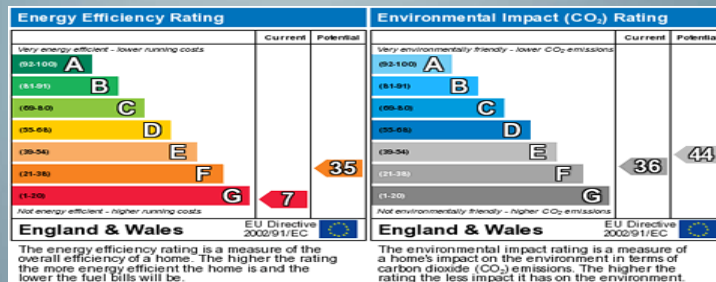 Energy Efficiency Rating
Current Potential
Very energy efficient - lower running costs
(92-100) A
(81-91) B
(69-80) C
(55-68) D
(39-54) E
(21-38) F
(1-20) G
35
7
Not energy efficient - higher running costs
England & Wales
EU Directive
2002/91/EC
The energy efficiency rating is a measure of the
overall efficiency of a home. The higher the rating
the more energy efficient the home is and the
lower the fuel bills will be.
Environmental Impact (CO₂) Rating
Current Potential
Very environmentally friendly - lower CO₂ emissions
(92-100) A
(81-91) B
(69-80) C
(55-68) D
(39-54) E
(21-38) F
(1-20) G
44
36
Not environmentally friendly - higher CO₂ emissions
England & Wales
EU Directive
2002/91/EC
The environmental impact rating is a measure of
a home's impact on the environment in terms of
carbon dioxide (CO₂) emissions. The higher the
rating the less impact it has on the environment.